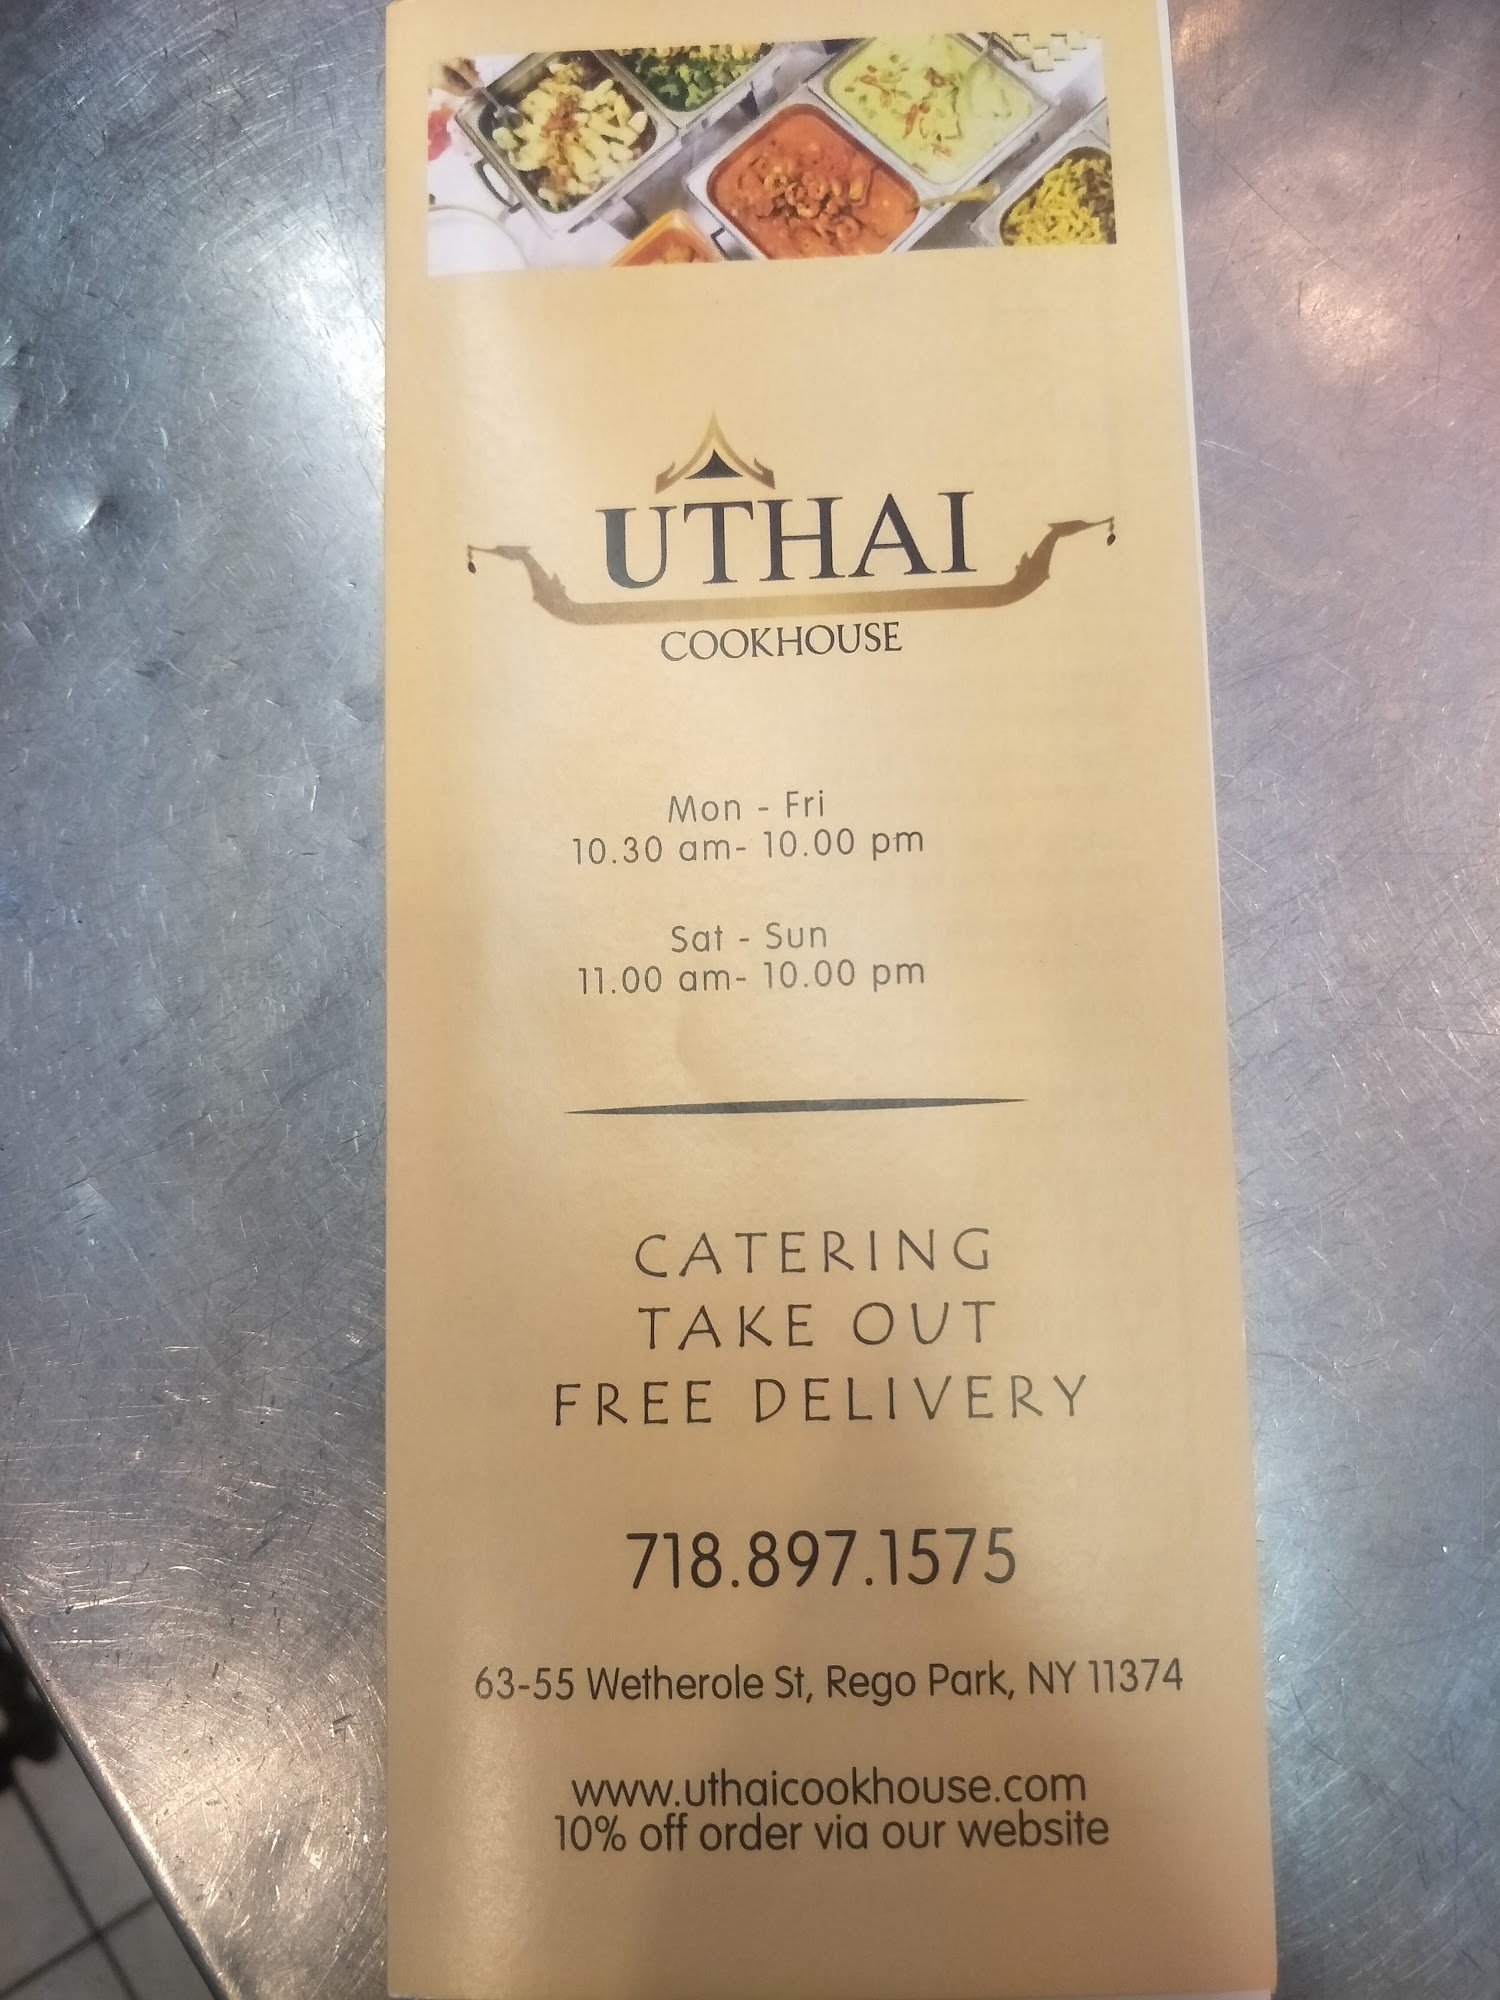 UTHAI
COOKHOUSE
Mon - Fri
10.30 am- 10.00 pm
Sat - Sun
11.00 am- 10.00 pm
CATERING
TAKE OUT
FREE DELIVERY
718.897.1575
63-55 Wetherole St, Rego Park, NY 11374
www.uthaicookhouse.com
10% off order via our website